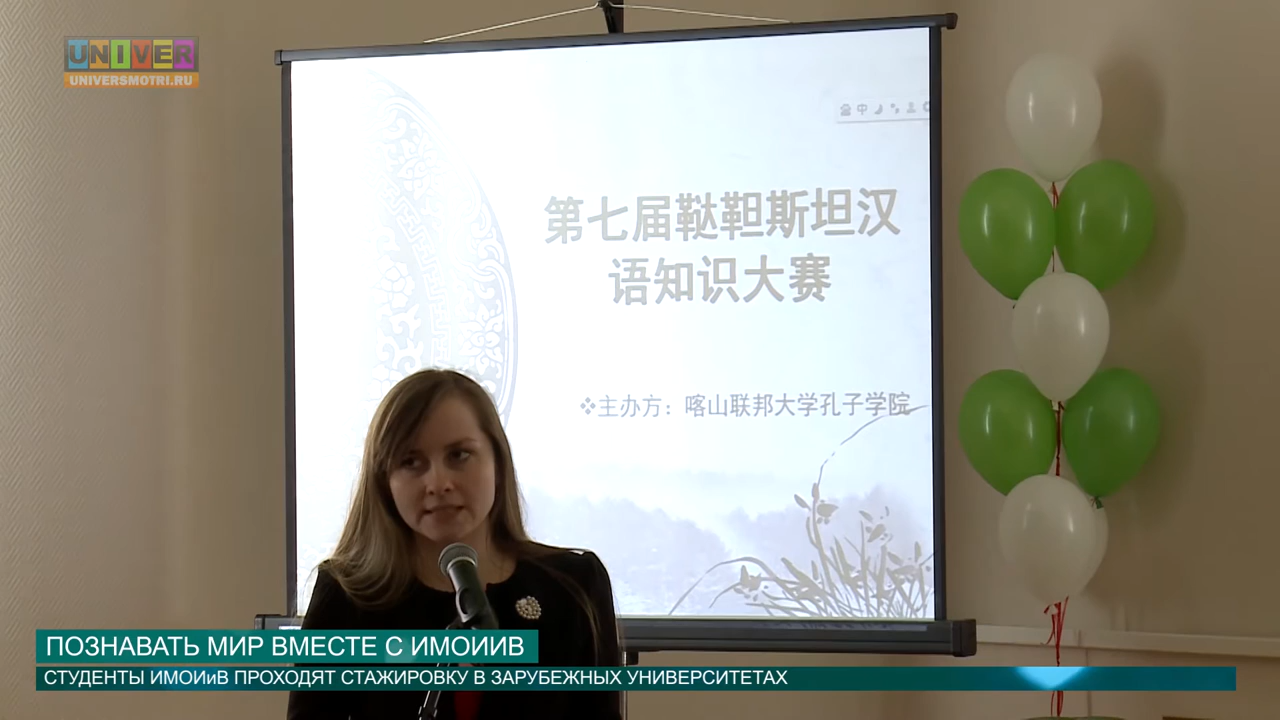 UNIVER
UNIVERSMOTRI.RU
中
第七届鞑靼斯坦汉
语知识大赛
❖主办方：喀山联邦大学孔子学院
ПОЗНАВАТЬ МИР ВМЕСТЕ С ИМОИИВ
СТУДЕНТЫ ИМОИиВ ПРОХОДЯТ СТАЖИРОВКУ В ЗАРУБЕЖНЫХ УНИВЕРСИТЕТАХ